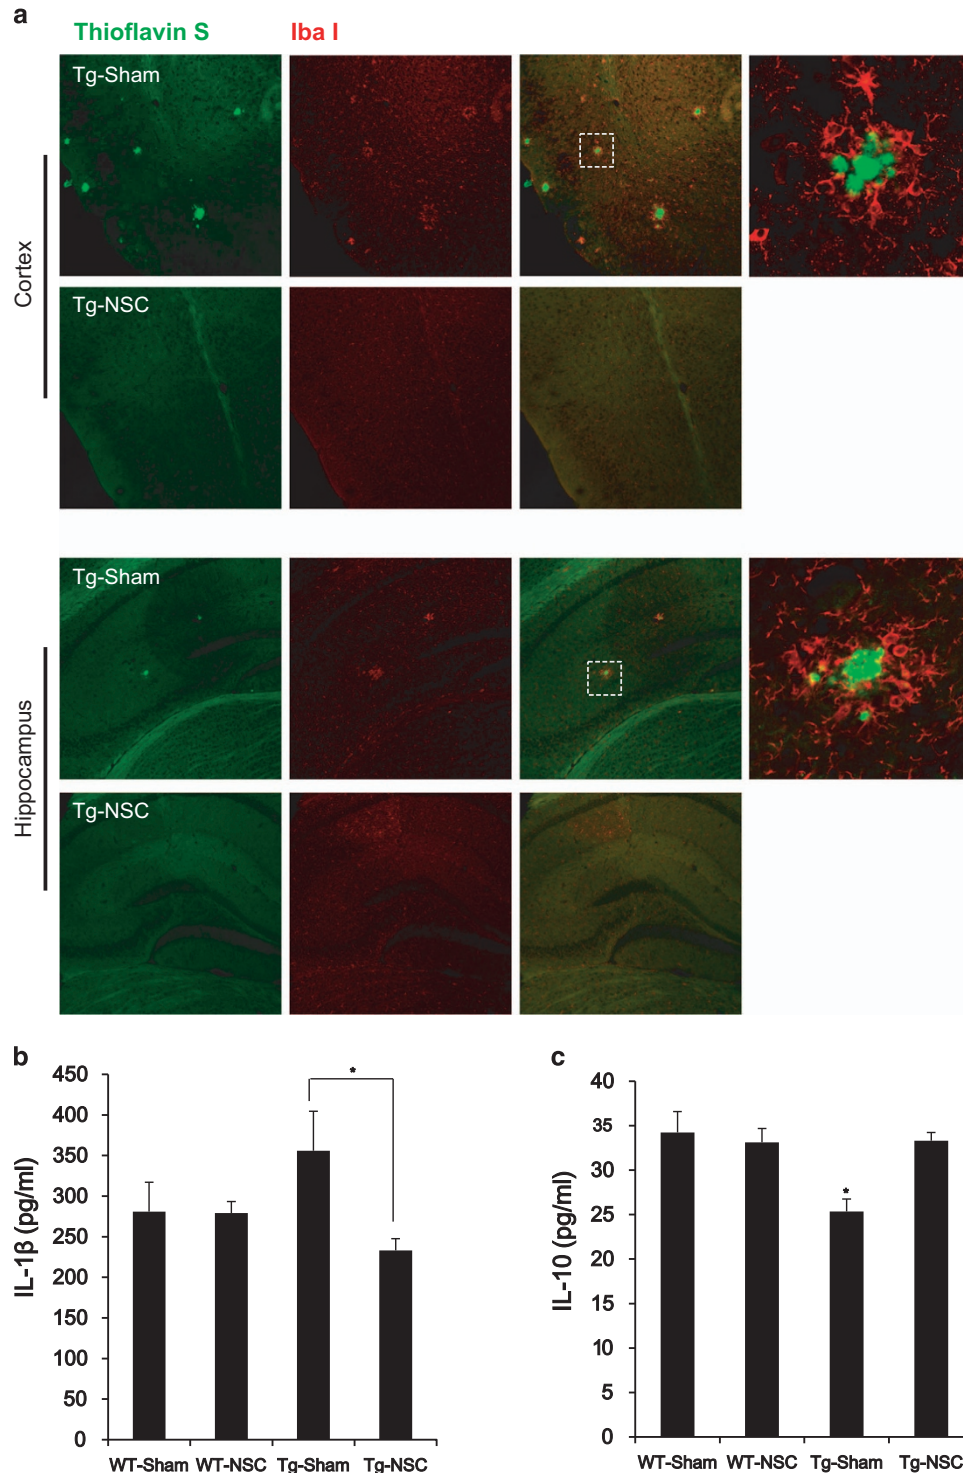 a
Thioflavin S Iba I
Tg-Sham
Cortex
Tg-NSC
Tg-Sham
Hippocampus
Tg-NSC
b
450
400
350
300
250
200
150
100
50
0
IL-1β (pg/ml)
*
WT-Sham WT-NSC Tg-Sham Tg-NSC
c
40
35
30
25
20
15
10
5
0
IL-10 (pg/ml)
*
WT-Sham WT-NSC Tg-Sham Tg-NSC